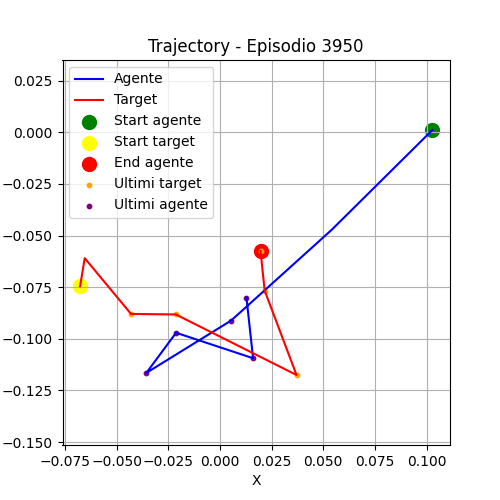 Trajectory - Episodio 3950
Agente
Target
Start agente
Start target
End agente
Ultimi target
Ultimi agente
0.025
0.000
−0.025
−0.050
−0.075
−0.100
−0.125
−0.150
−0.075 −0.050 −0.025 0.000 0.025 0.050 0.075 0.100
X